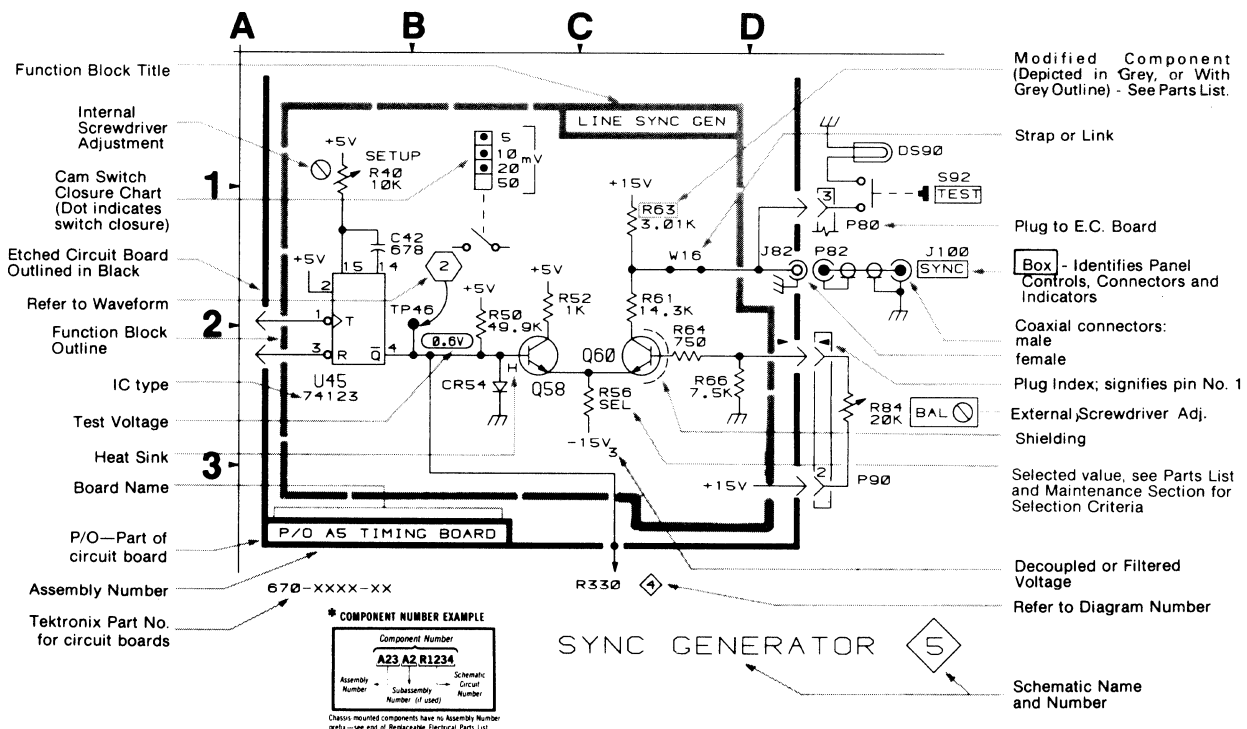 A B C D
Function Block Title
Internal
Screwdriver
Adjustment
1
Cam Switch
Closure Chart
(Dot indicates
switch closure)
Etched Circuit Board
Outlined in Black
Refer to Waveform
2
Function Block
Outline
IC type
Test Voltage
Heat Sink
3
Board Name
P/O—Part of
circuit board
Assembly Number
Tektronix Part No.
for circuit boards
LINE SYNC GEN
+5V
SETUP
R40
10K
5
10
20
50
mV
C42
678
+5V
15 14
2
1
T
3
R
Q̅
4
U45
74123
2
TP46
0.6V
+5V
R50
49.9K
CR54
H
+5V
R52
1K
Q58
Q60
+15V
R63
3.01K
W16
R61
14.3K
R64
750
R66
7.5K
R56
SEL
-15V
3
+15V
DS90
S92
TEST
3
P80
J82 P82
J100
SYNC
1
R84
20K
BAL
2
P90
P/O A5 TIMING BOARD
670-XXXX-XX
R330
4
SYNC GENERATOR 5
* COMPONENT NUMBER EXAMPLE
Component Number
A23 A2 R1234
Assembly
Number
Subassembly
Number (if used)
Schematic
Circuit
Number
Chassis mounted components have no Assembly Number
prefix—see end of Replaceable Electrical Parts List
Modified Component
(Depicted in Grey, or With
Grey Outline) - See Parts List.
Strap or Link
Plug to E.C. Board
Box - Identifies Panel
Controls, Connectors and
Indicators
Coaxial connectors:
male
female
Plug Index; signifies pin No. 1
External Screwdriver Adj.
Shielding
Selected value, see Parts List
and Maintenance Section for
Selection Criteria
Decoupled or Filtered
Voltage
Refer to Diagram Number
Schematic Name
and Number